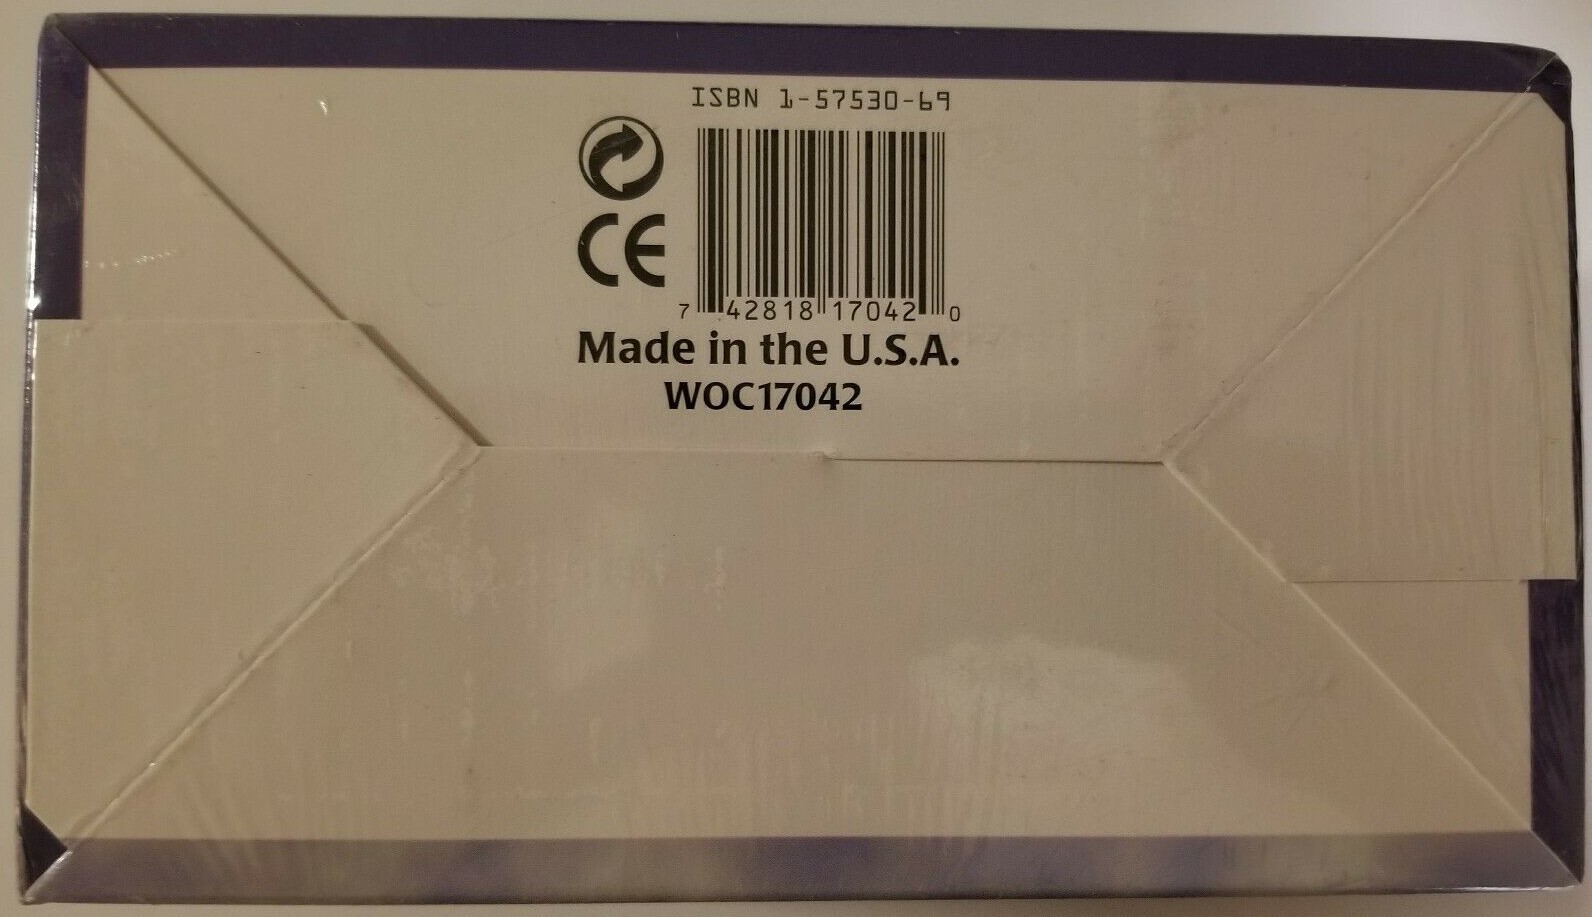 ISBN 1-57530-69
CE
7 42818 17042 0
Made in the U.S.A.
WOC17042